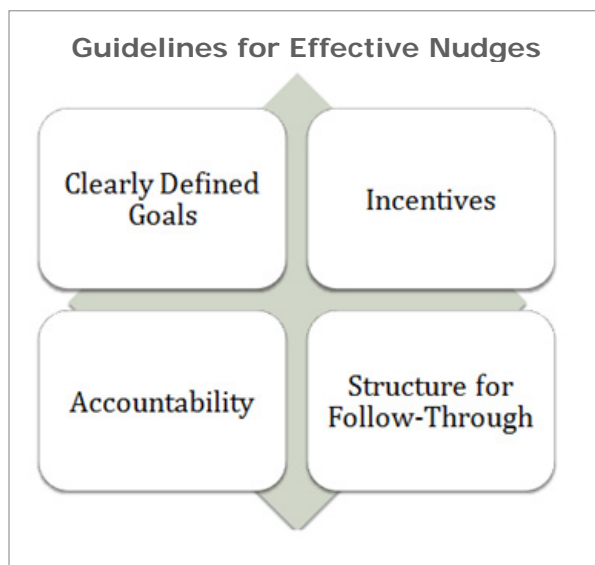 Guidelines for Effective Nudges
Clearly Defined
Goals
Incentives
Accountability
Structure for
Follow-Through